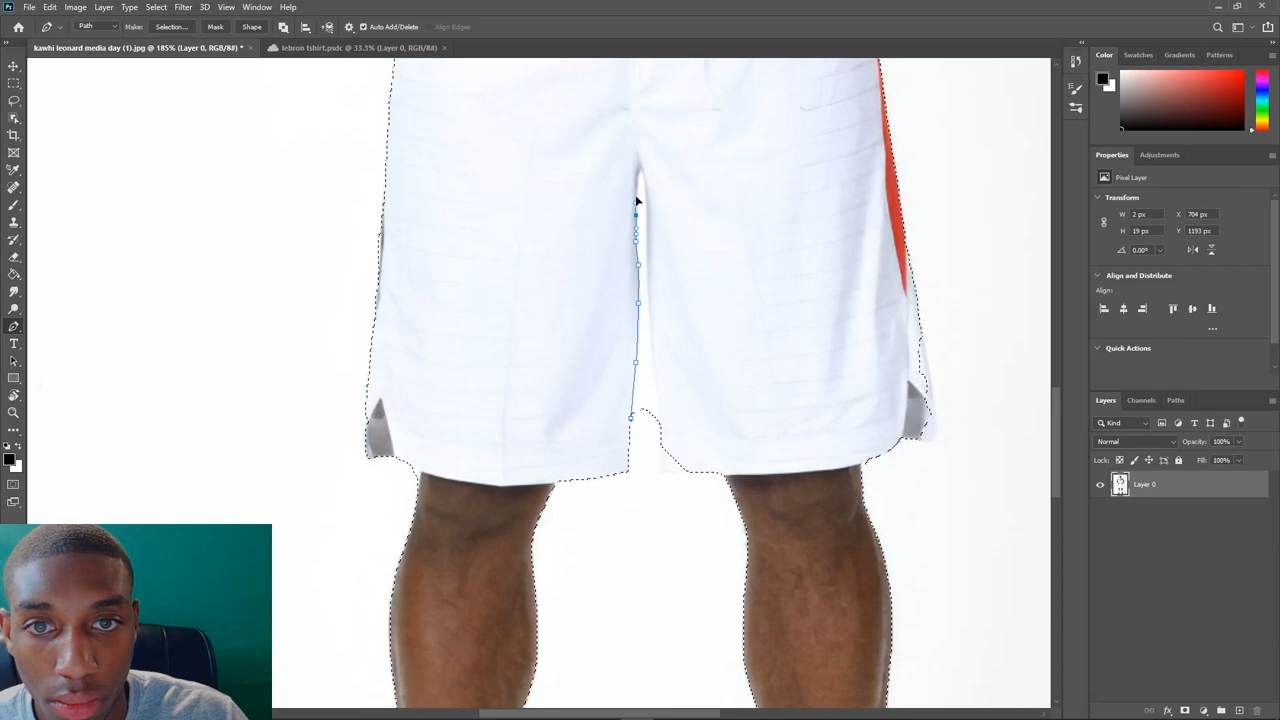 Ps File Edit Image Layer Type Select Filter 3D View Window Help
Path Make: Selection... Mask Shape Auto Add/Delete Align Edges
kawhi leonard media day (1).jpg @ 185% (Layer 0, RGB/8#) * × lebron tshirt.psdc @ 33.3% (Layer 0, RGB/8#) ×
Color Swatches Gradients Patterns
Properties Adjustments
Pixel Layer
Transform
W 2 px X 704 px
H 19 px Y 1193 px
0.00°
Align and Distribute
Align:
...
Quick Actions
Layers Channels Paths
Kind
Normal Opacity: 100%
Lock: Fill: 100%
Layer 0
fx